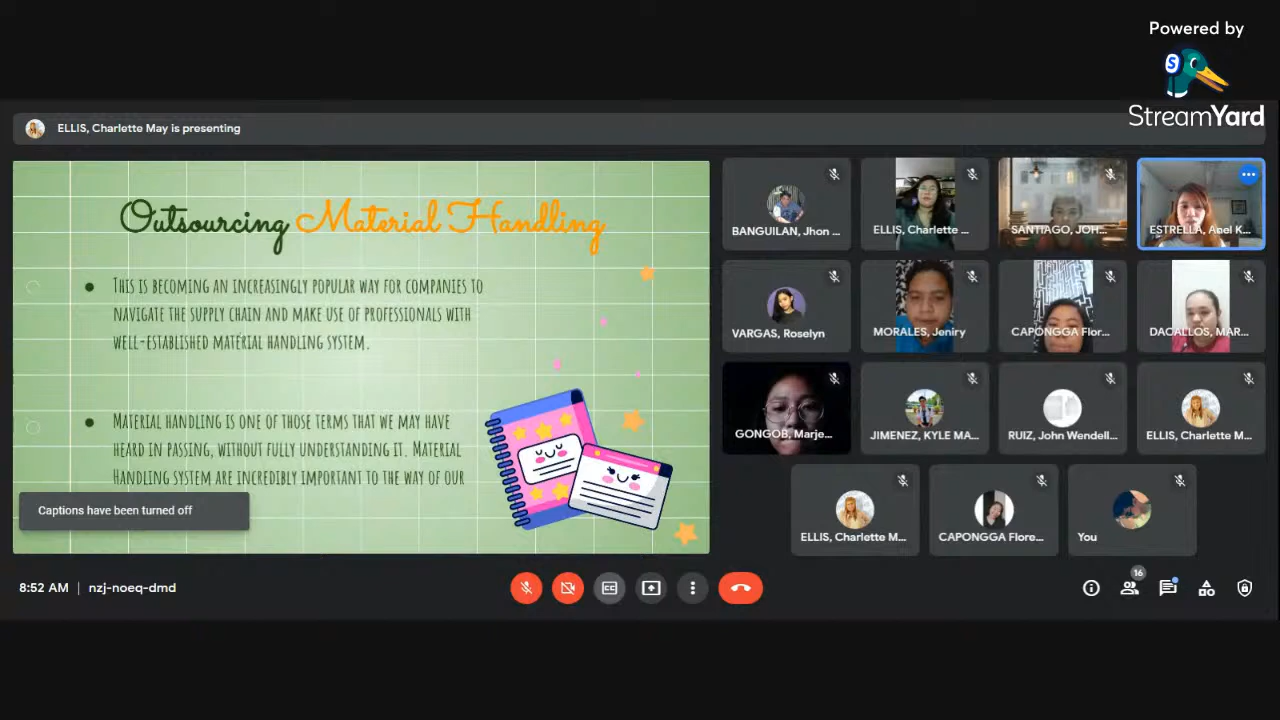 Powered by
S
StreamYard
ELLIS, Charlette May is presenting
Outsourcing Material Handling
THIS IS BECOMING AN INCREASINGLY POPULAR WAY FOR COMPANIES TO
NAVIGATE THE SUPPLY CHAIN AND MAKE USE OF PROFESSIONALS WITH
WELL-ESTABLISHED MATERIAL HANDLING SYSTEM.
MATERIAL HANDLING IS ONE OF THOSE TERMS THAT WE MAY HAVE
HEARD IN PASSING, WITHOUT FULLY UNDERSTANDING IT. MATERIAL
HANDLING SYSTEM ARE INCREDIBLY IMPORTANT TO THE WAY OF OUR
Captions have been turned off
BANGUILAN, Jhon ...
ELLIS, Charlette ...
SANTIAGO, JOH...
ESTRELLA, Anel K...
VARGAS, Roselyn
MORALES, Jeniry
CAPONGGA Flor...
DACALLOS, MAR...
GONGOB, Marje...
JIMENEZ, KYLE MA...
RUIZ, John Wendell...
ELLIS, Charlette M...
ELLIS, Charlette M...
CAPONGGA Flore...
You
8:52 AM | nzj-noeq-dmd
16